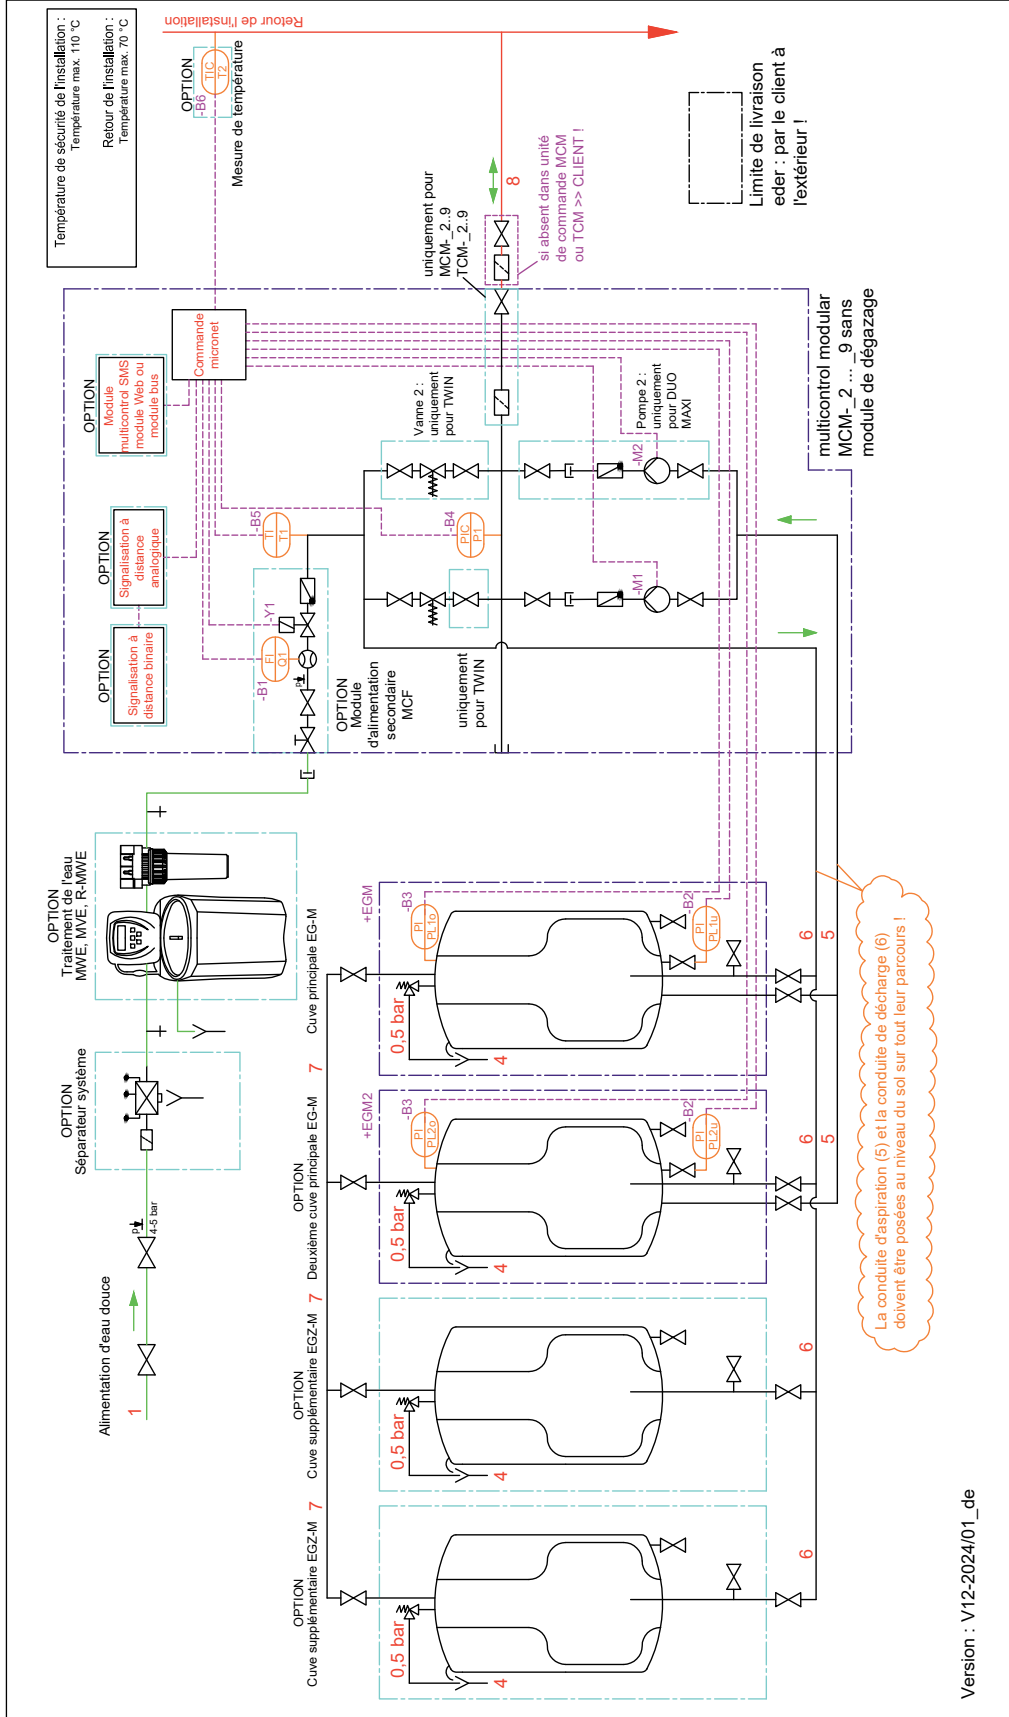 Température de sécurité de l'installation :
Température max. 110 °C
Retour de l'installation :
Température max. 70 °C
Retour de l'installation
OPTION
-B6
TIC
T2
Mesure de température
OPTION
Module
multicontrol SMS
module Web ou
module bus
Commande
micronet
OPTION
Signalisation à
distance
analogique
OPTION
Signalisation à
distance binaire
uniquement pour
MCM-_2..9
TCM-_2..9
8
si absent dans unité
de commande MCM
ou TCM >> CLIENT !
Limite de livraison
eder : par le client à
l'extérieur !
multicontrol modular
MCM-_2 ... _9 sans
module de dégazage
Vanne 2 :
uniquement
pour TWIN
Pompe 2 :
uniquement
pour DUO
MAXI
-M2
-M1
-B5
TI
T1
-B4
PIC
P1
-Y1
-B1
FI
Q1
p
OPTION
Module
d'alimentation
secondaire
MCF
uniquement
pour TWIN
OPTION
Traitement de l'eau
MWE, MVE, R-MWE
OPTION
Séparateur système
p
4-5 bar
Alimentation d'eau douce
1
Cuve principale EG-M
+EGM
-B3
PI
PL1o
-B2
PI
PL1u
0,5 bar
4
7
6
5
OPTION
Deuxième cuve principale EG-M
+EGM2
-B3
PI
PL2o
-B2
PI
PL2u
0,5 bar
4
7
6
5
OPTION
Cuve supplémentaire EGZ-M
0,5 bar
4
7
6
OPTION
Cuve supplémentaire EGZ-M
0,5 bar
4
6
La conduite d'aspiration (5) et la conduite de décharge (6)
doivent être posées au niveau du sol sur tout leur parcours !
Version : V12-2024/01_de